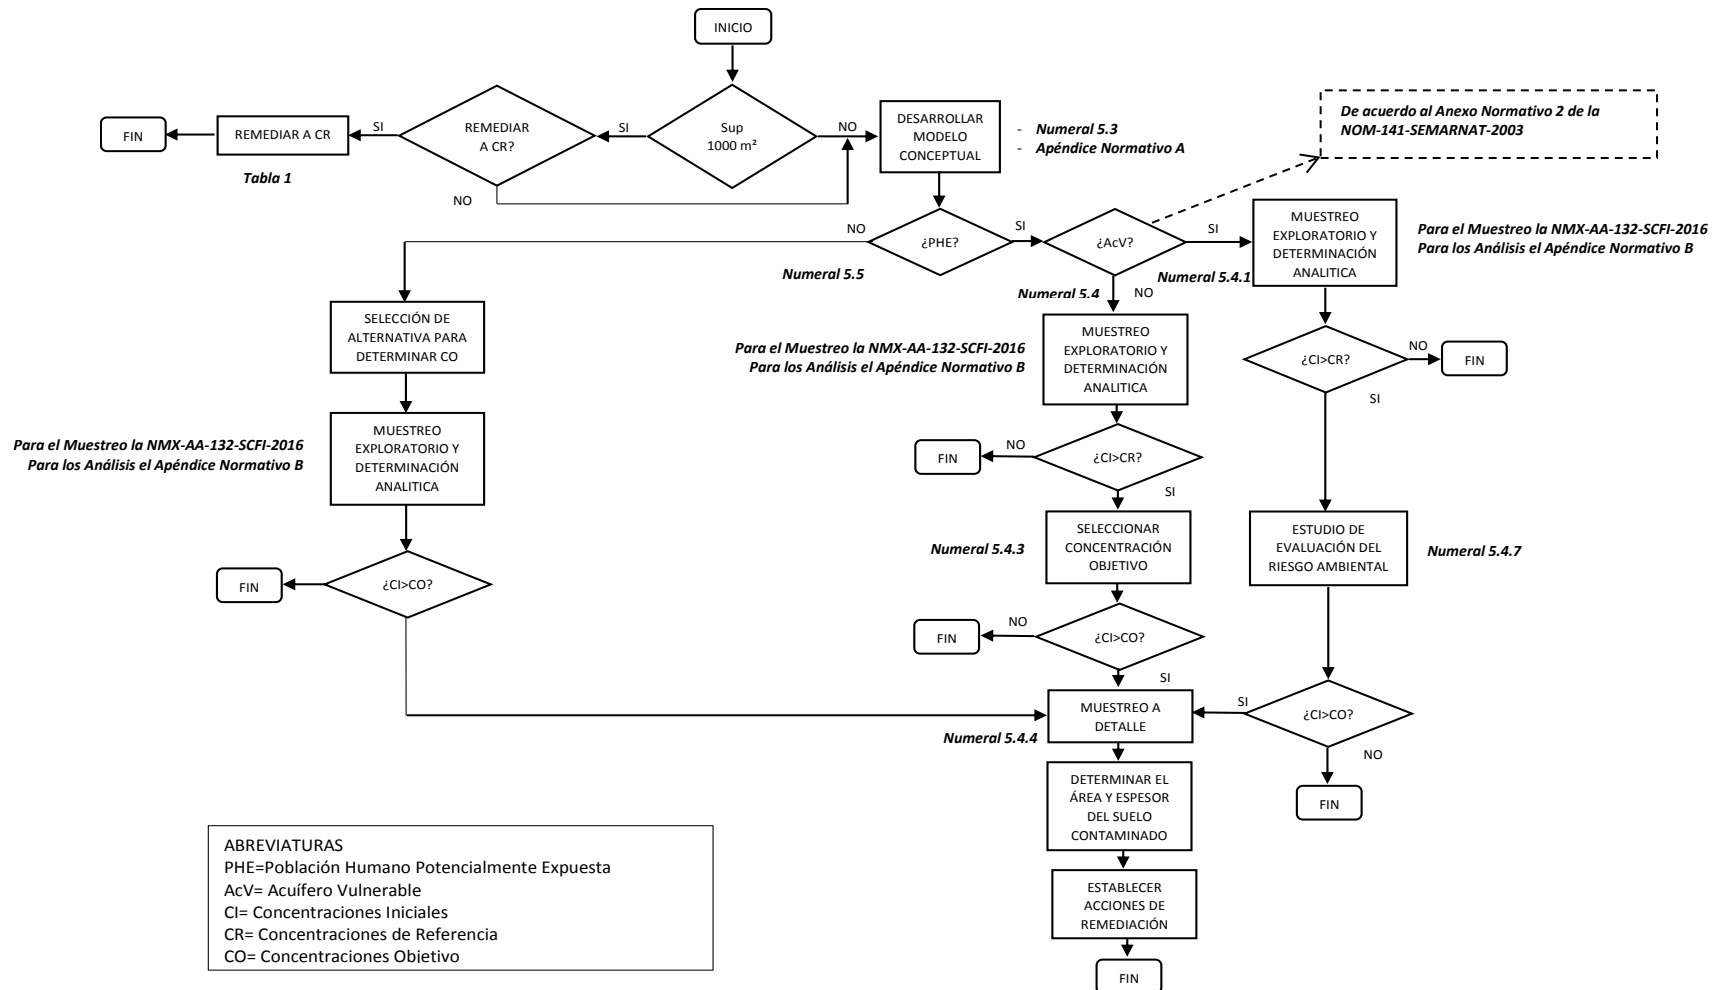 INICIO
FIN
REMEDIAR A CR
SI
REMEDIAR
A CR?
SI
Sup
1000 m²
NO
DESARROLLAR
MODELO
CONCEPTUAL
- Numeral 5.3
- Apéndice Normativo A
De acuerdo al Anexo Normativo 2 de la
NOM-141-SEMARNAT-2003
Tabla 1
NO
NO
¿PHE?
SI
¿AcV?
SI
MUESTREO
EXPLORATORIO Y
DETERMINACIÓN
ANALITICA
Para el Muestreo la NMX-AA-132-SCFI-2016
Para los Análisis el Apéndice Normativo B
Numeral 5.5
Numeral 5.4
NO
Numeral 5.4.1
SELECCIÓN DE
ALTERNATIVA PARA
DETERMINAR CO
Para el Muestreo la NMX-AA-132-SCFI-2016
Para los Análisis el Apéndice Normativo B
MUESTREO
EXPLORATORIO Y
DETERMINACIÓN
ANALITICA
¿CI>CR?
NO
FIN
SI
Para el Muestreo la NMX-AA-132-SCFI-2016
Para los Análisis el Apéndice Normativo B
MUESTREO
EXPLORATORIO Y
DETERMINACIÓN
ANALITICA
FIN
NO
¿CI>CR?
SI
Numeral 5.4.3
SELECCIONAR
CONCENTRACIÓN
OBJETIVO
ESTUDIO DE
EVALUACIÓN DEL
RIESGO AMBIENTAL
Numeral 5.4.7
FIN
¿CI>CO?
FIN
NO
¿CI>CO?
SI
MUESTREO A
DETALLE
SI
¿CI>CO?
NO
FIN
Numeral 5.4.4
DETERMINAR EL
ÁREA Y ESPESOR
DEL SUELO
CONTAMINADO
ESTABLECER
ACCIONES DE
REMEDIACIÓN
FIN
ABREVIATURAS
PHE=Población Humano Potencialmente Expuesta
AcV= Acuífero Vulnerable
CI= Concentraciones Iniciales
CR= Concentraciones de Referencia
CO= Concentraciones Objetivo